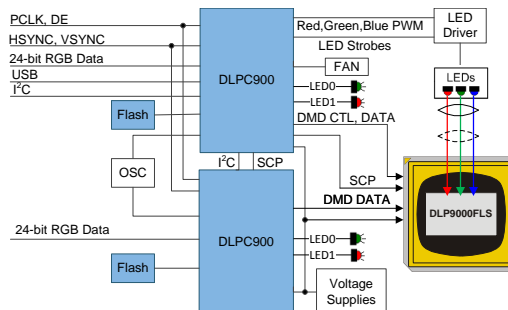 PCLK, DE
HSYNC, VSYNC
24-bit RGB Data
USB
I²C
Flash
OSC
DLPC900
Red,Green,Blue PWM
LED Strobes
FAN
LED0
LED1
DMD CTL, DATA
LED
Driver
LEDs
I²C
SCP
SCP
DMD DATA
DLP9000FLS
24-bit RGB Data
Flash
DLPC900
LED0
LED1
Voltage
Supplies